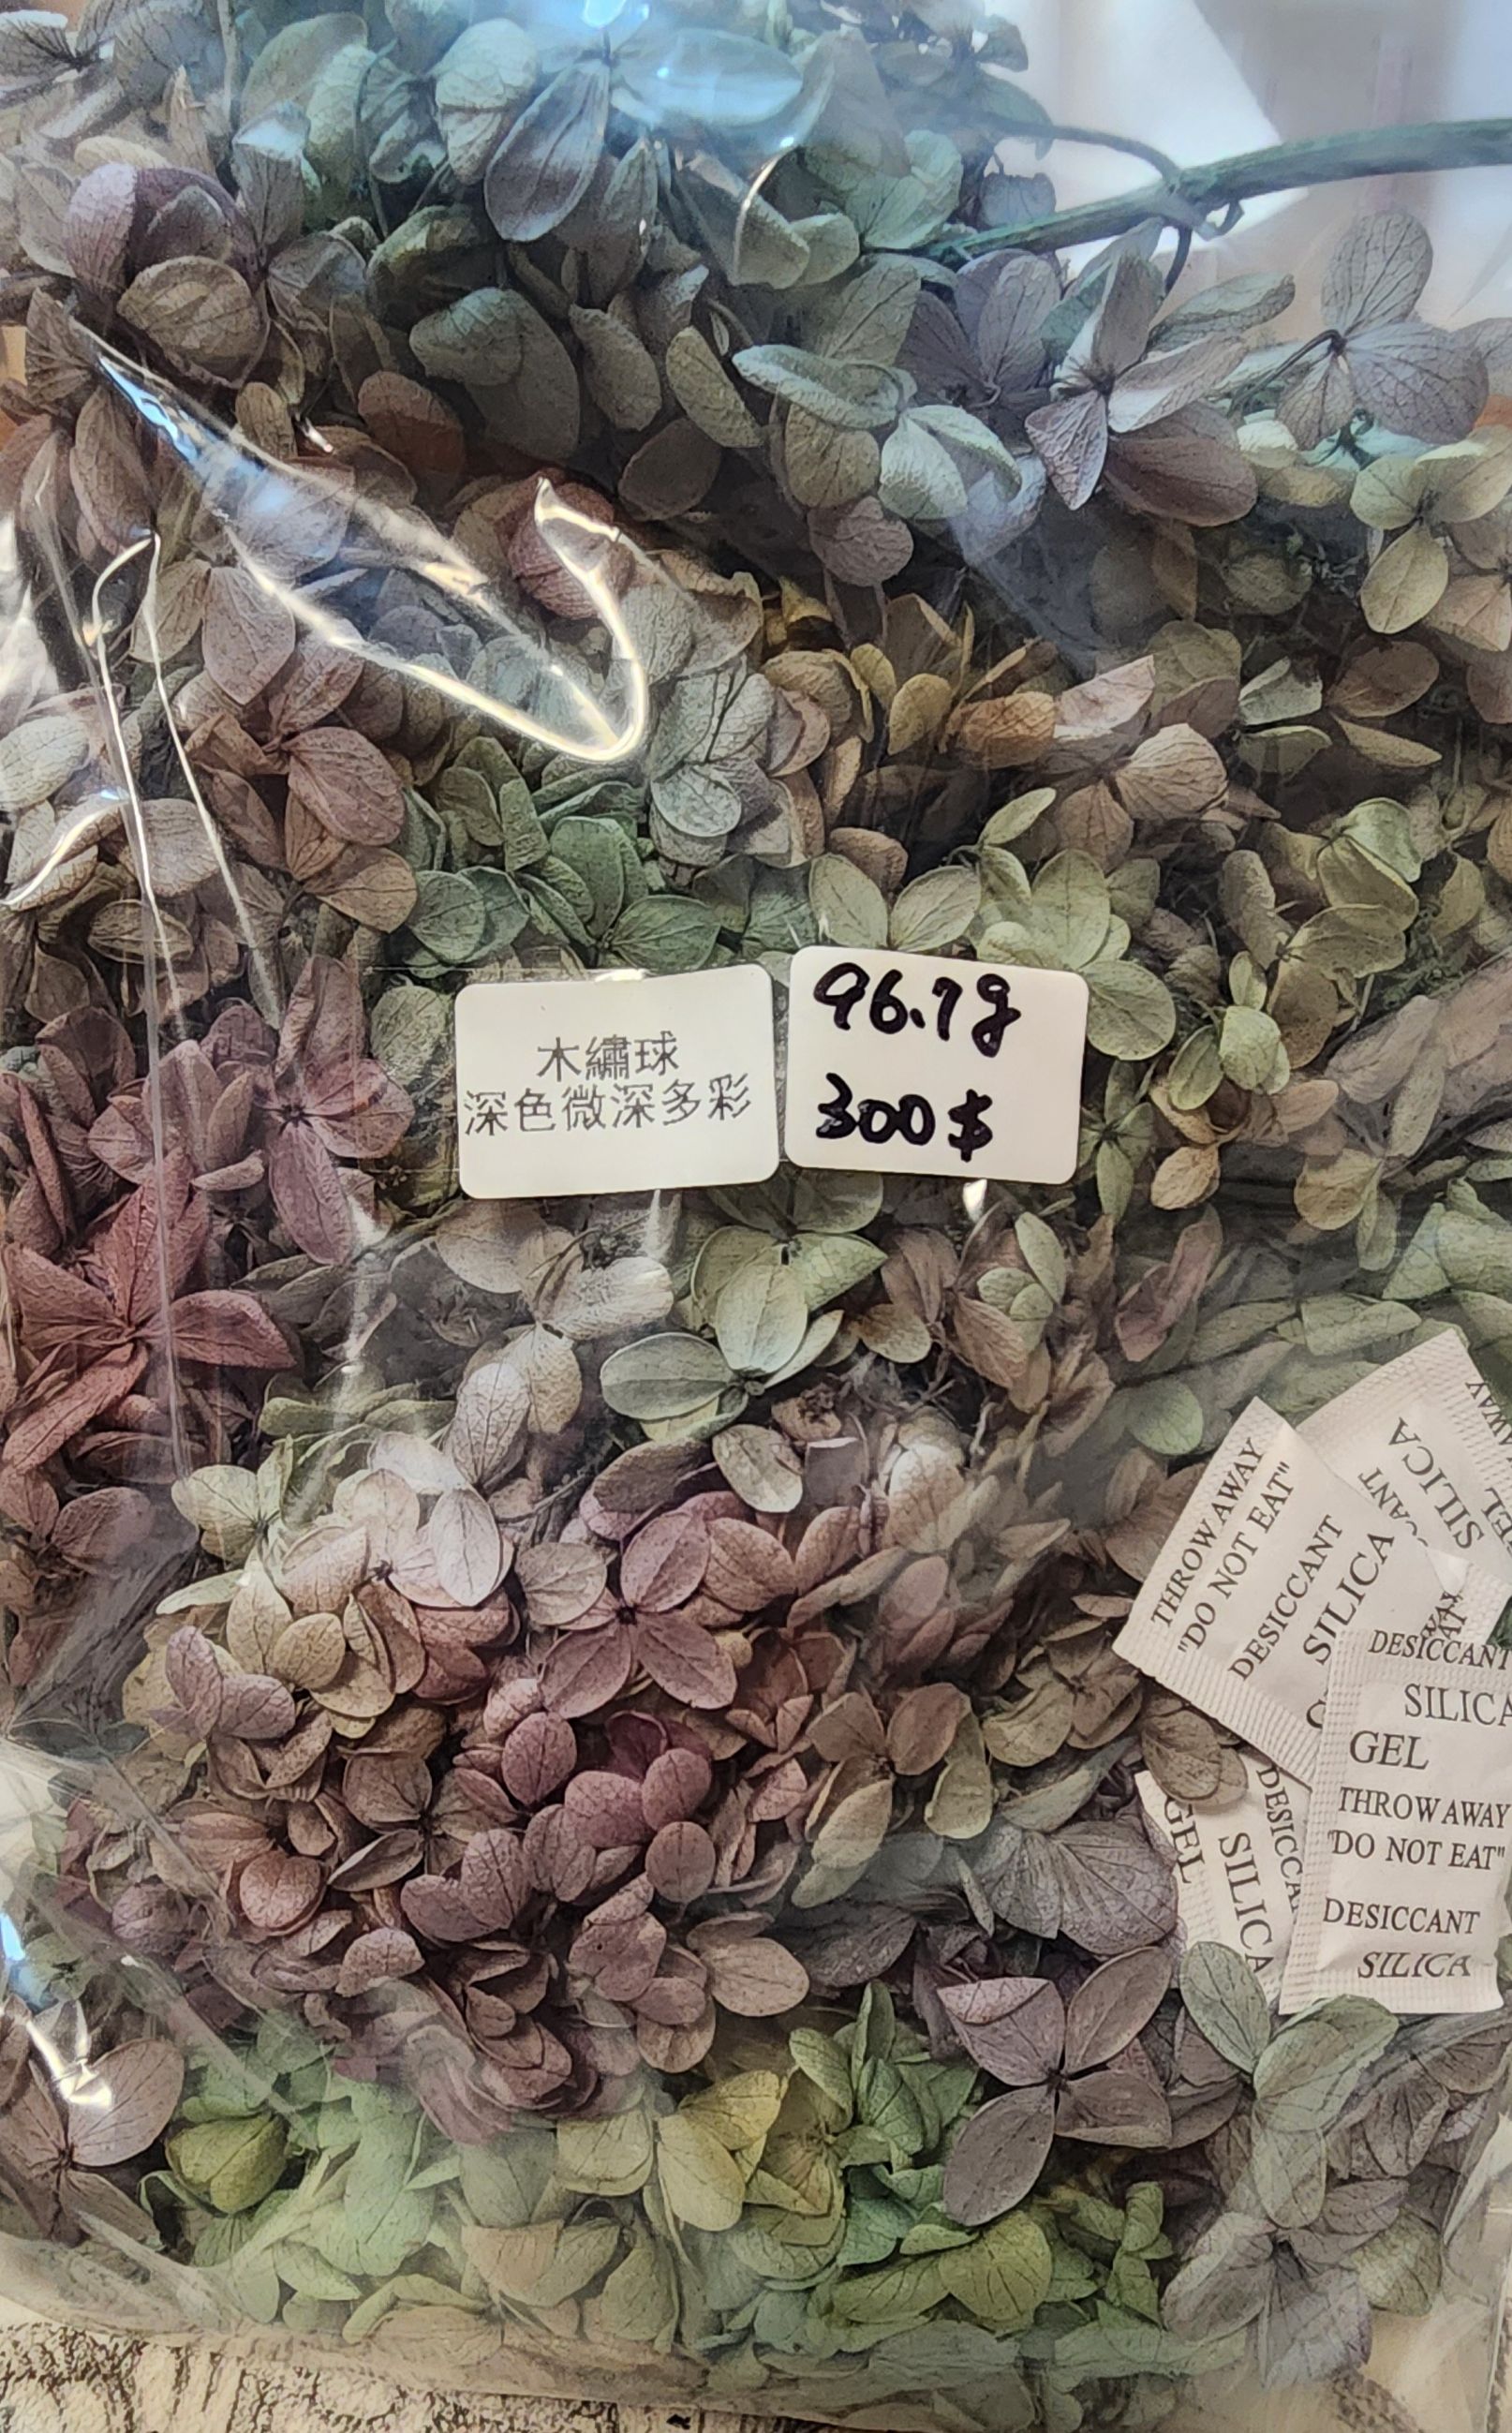 木繡球
深色微深多彩
96.7g
300$
THROW AWAY
"DO NOT EAT"
DESICCANT
SILICA
SILICA
DESICCANT
SILICA
GEL
THROW AWAY
"DO NOT EAT"
DESICCANT
SILICA
GEL
SILICA